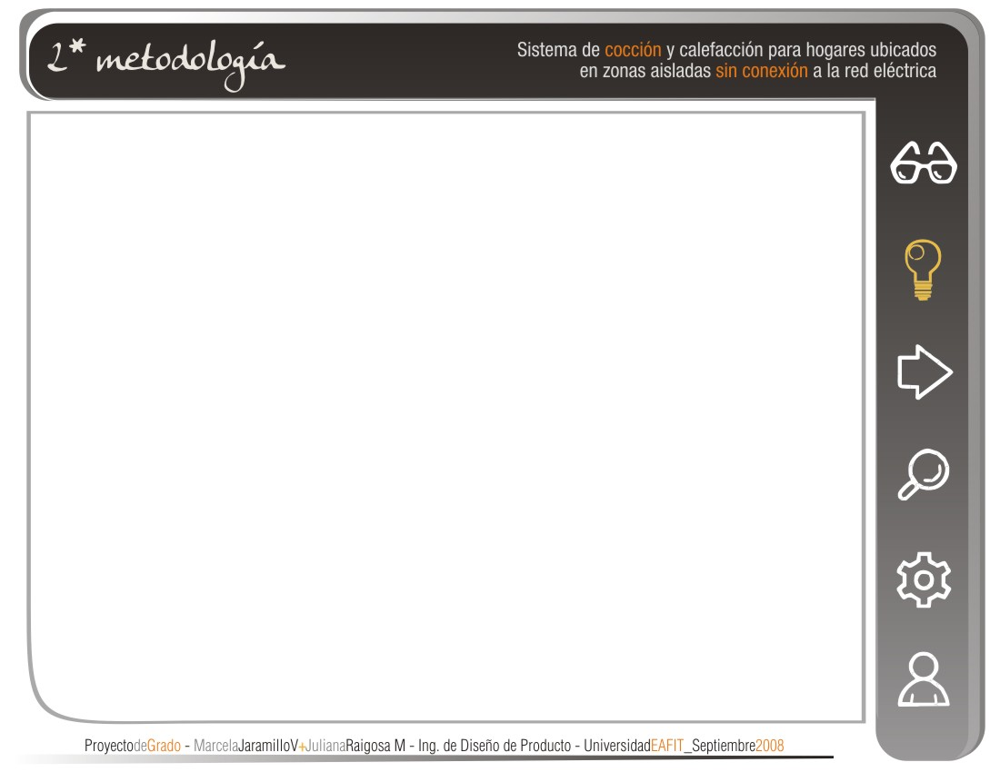 2* metodología
Sistema de cocción y calefacción para hogares ubicados
en zonas aisladas sin conexión a la red eléctrica
ProyectodeGrado - MarcelaJaramilloV+JulianaRaigosa M - Ing. de Diseño de Producto - UniversidadEAFIT_Septiembre2008